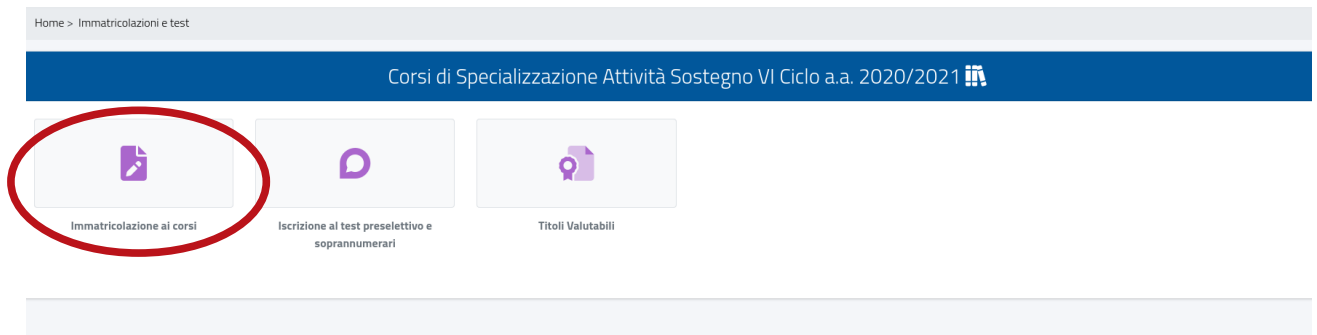 Home > Immatricolazioni e test
Corsi di Specializzazione Attività Sostegno VI Ciclo a.a. 2020/2021
Immatricolazione ai corsi
Iscrizione al test preselettivo e
soprannumerari
Titoli Valutabili